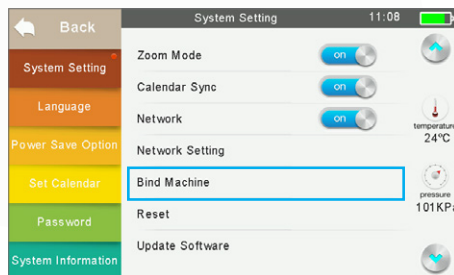 Back
System Setting 11:08
System Setting
Language
Power Save Option
Set Calendar
Password
System Information
Zoom Mode on
Calendar Sync on
Network on
Network Setting
Bind Machine
Reset
Update Software
temperature
24°C
pressure
101KPa